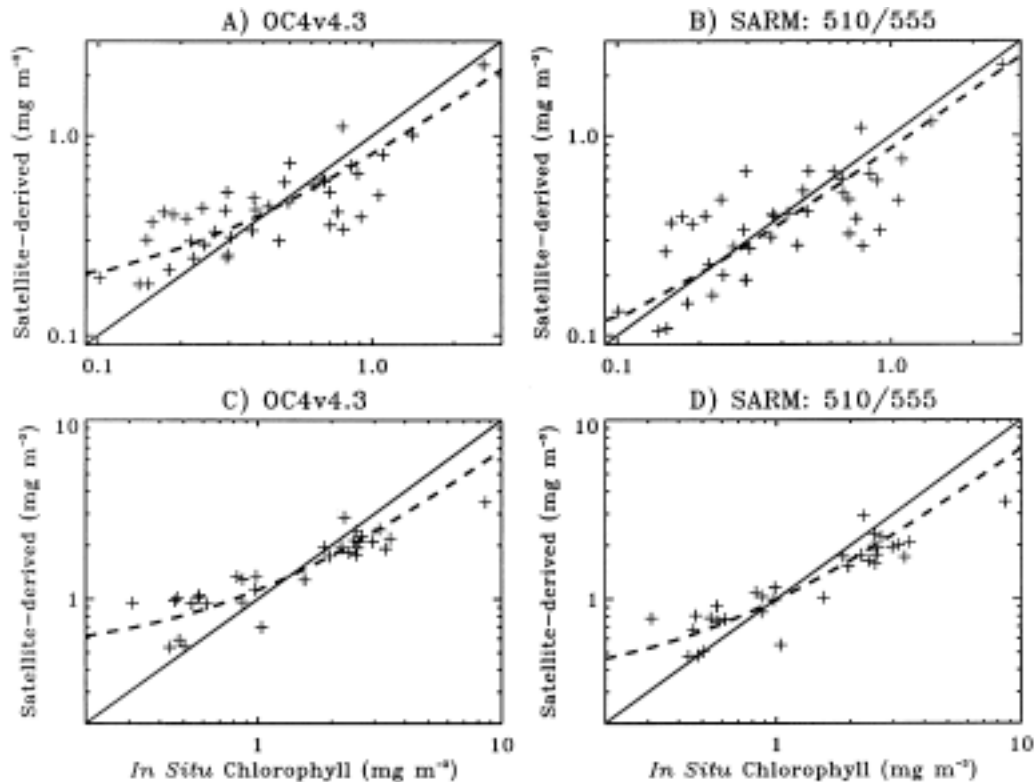 A) OC4v4.3
Satellite-derived (mg m⁻³)
1.0
0.1
0.1
1.0
B) SARM: 510/555
Satellite-derived (mg m⁻³)
1.0
0.1
0.1
1.0
C) OC4v4.3
Satellite-derived (mg m⁻³)
10
1
1
10
In Situ Chlorophyll (mg m⁻³)
D) SARM: 510/555
Satellite-derived (mg m⁻³)
10
1
1
10
In Situ Chlorophyll (mg m⁻³)